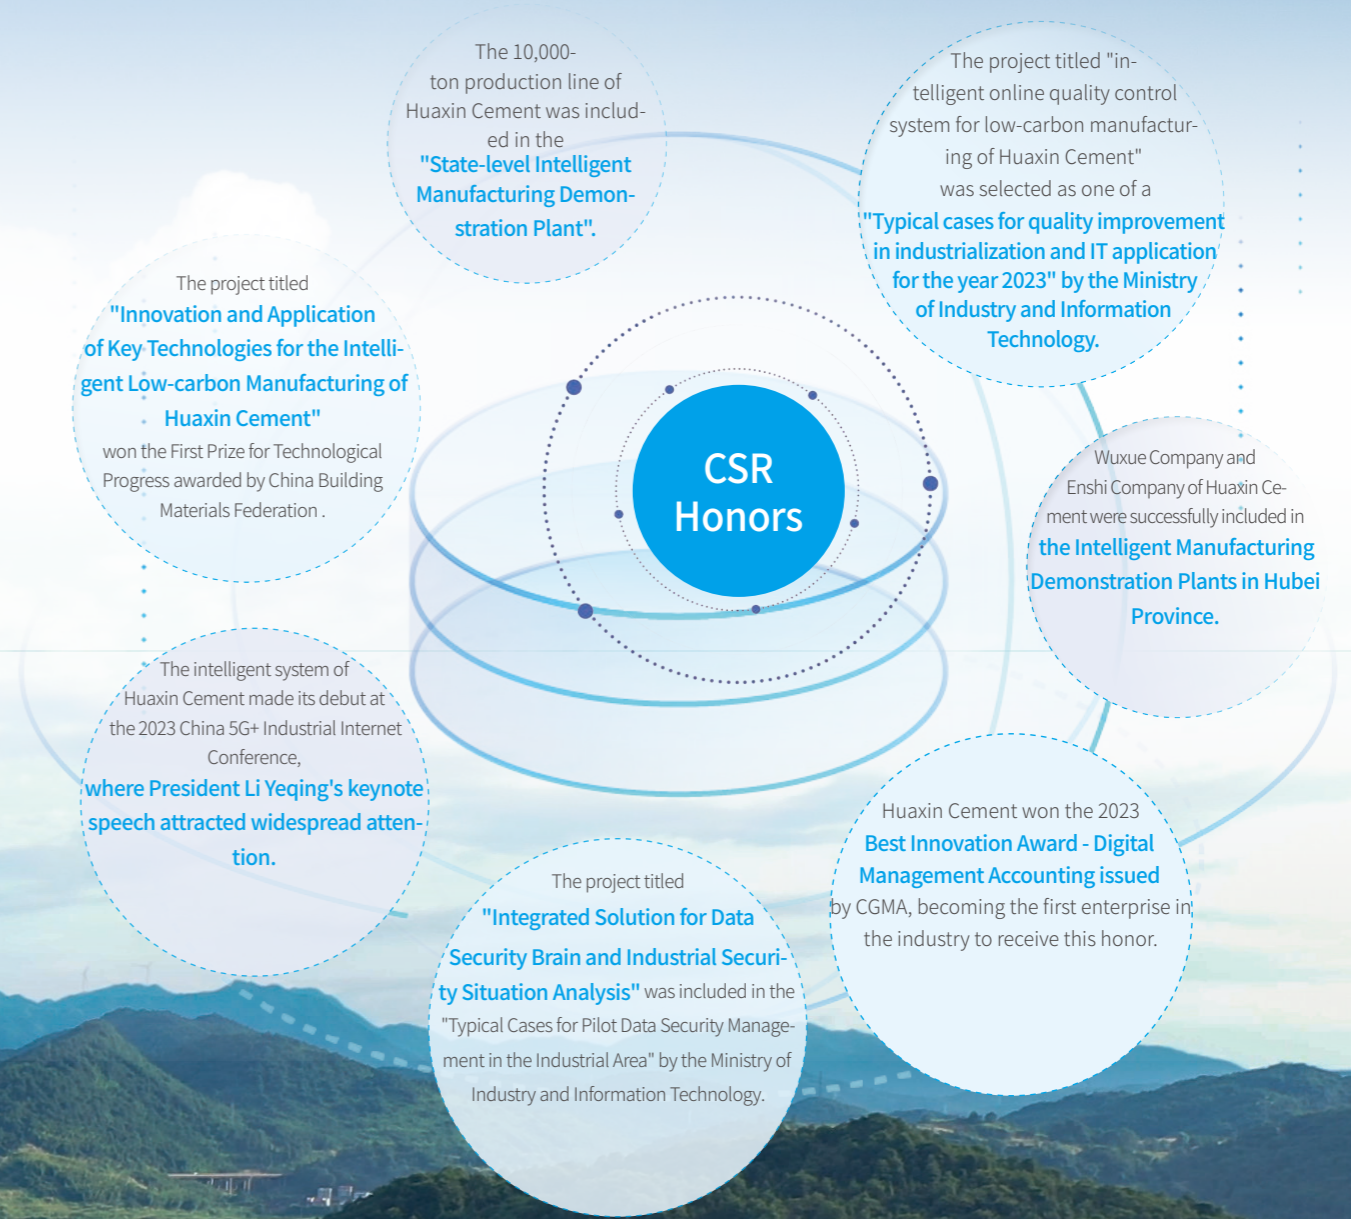 The 10,000-
ton production line of
Huaxin Cement was includ-
ed in the
"State-level Intelligent
Manufacturing Demon-
stration Plant".
The project titled "in-
telligent online quality control
system for low-carbon manufactur-
ing of Huaxin Cement"
was selected as one of a
"Typical cases for quality improvement
in industrialization and IT application
for the year 2023" by the Ministry
of Industry and Information
Technology.
The project titled
"Innovation and Application
of Key Technologies for the Intelli-
gent Low-carbon Manufacturing of
Huaxin Cement"
won the First Prize for Technological
Progress awarded by China Building
Materials Federation .
CSR
Honors
Wuxue Company and
Enshi Company of Huaxin Ce-
ment were successfully included in
the Intelligent Manufacturing
Demonstration Plants in Hubei
Province.
The intelligent system of
Huaxin Cement made its debut at
the 2023 China 5G+ Industrial Internet
Conference,
where President Li Yeqing's keynote
speech attracted widespread atten-
tion.
Huaxin Cement won the 2023
Best Innovation Award - Digital
Management Accounting issued
by CGMA, becoming the first enterprise in
the industry to receive this honor.
The project titled
"Integrated Solution for Data
Security Brain and Industrial Securi-
ty Situation Analysis" was included in the
"Typical Cases for Pilot Data Security Manage-
ment in the Industrial Area" by the Ministry of
Industry and Information Technology.